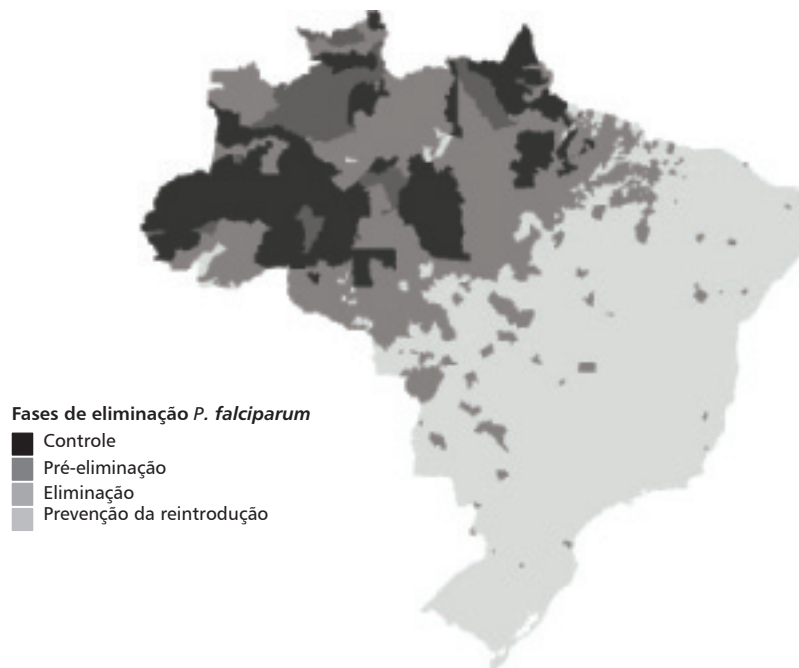 Fases de eliminação P. falciparum
Controle
Pré-eliminação
Eliminação
Prevenção da reintrodução